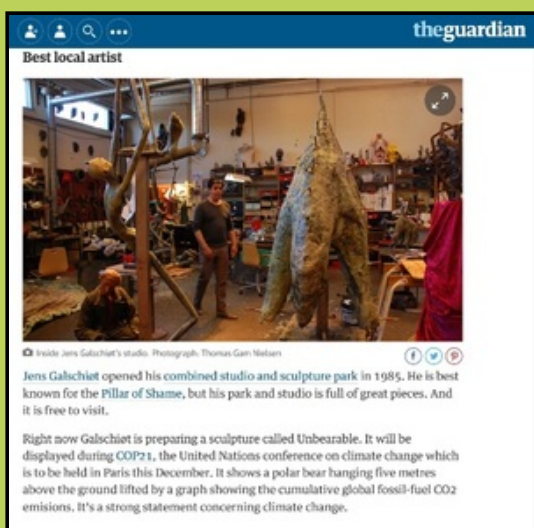 theguardian
Best local artist
Inside Jens Galschiøt's studio. Photograph: Thomas Gam Nielsen
Jens Galschiøt opened his combined studio and sculpture park in 1985. He is best
known for the Pillar of Shame, but his park and studio is full of great pieces. And
it is free to visit.
Right now Galschiøt is preparing a sculpture called Unbearable. It will be
displayed during COP21, the United Nations conference on climate change which
is to be held in Paris this December. It shows a polar bear hanging five metres
above the ground lifted by a graph showing the cumulative global fossil-fuel CO2
emisions. It's a strong statement concerning climate change.